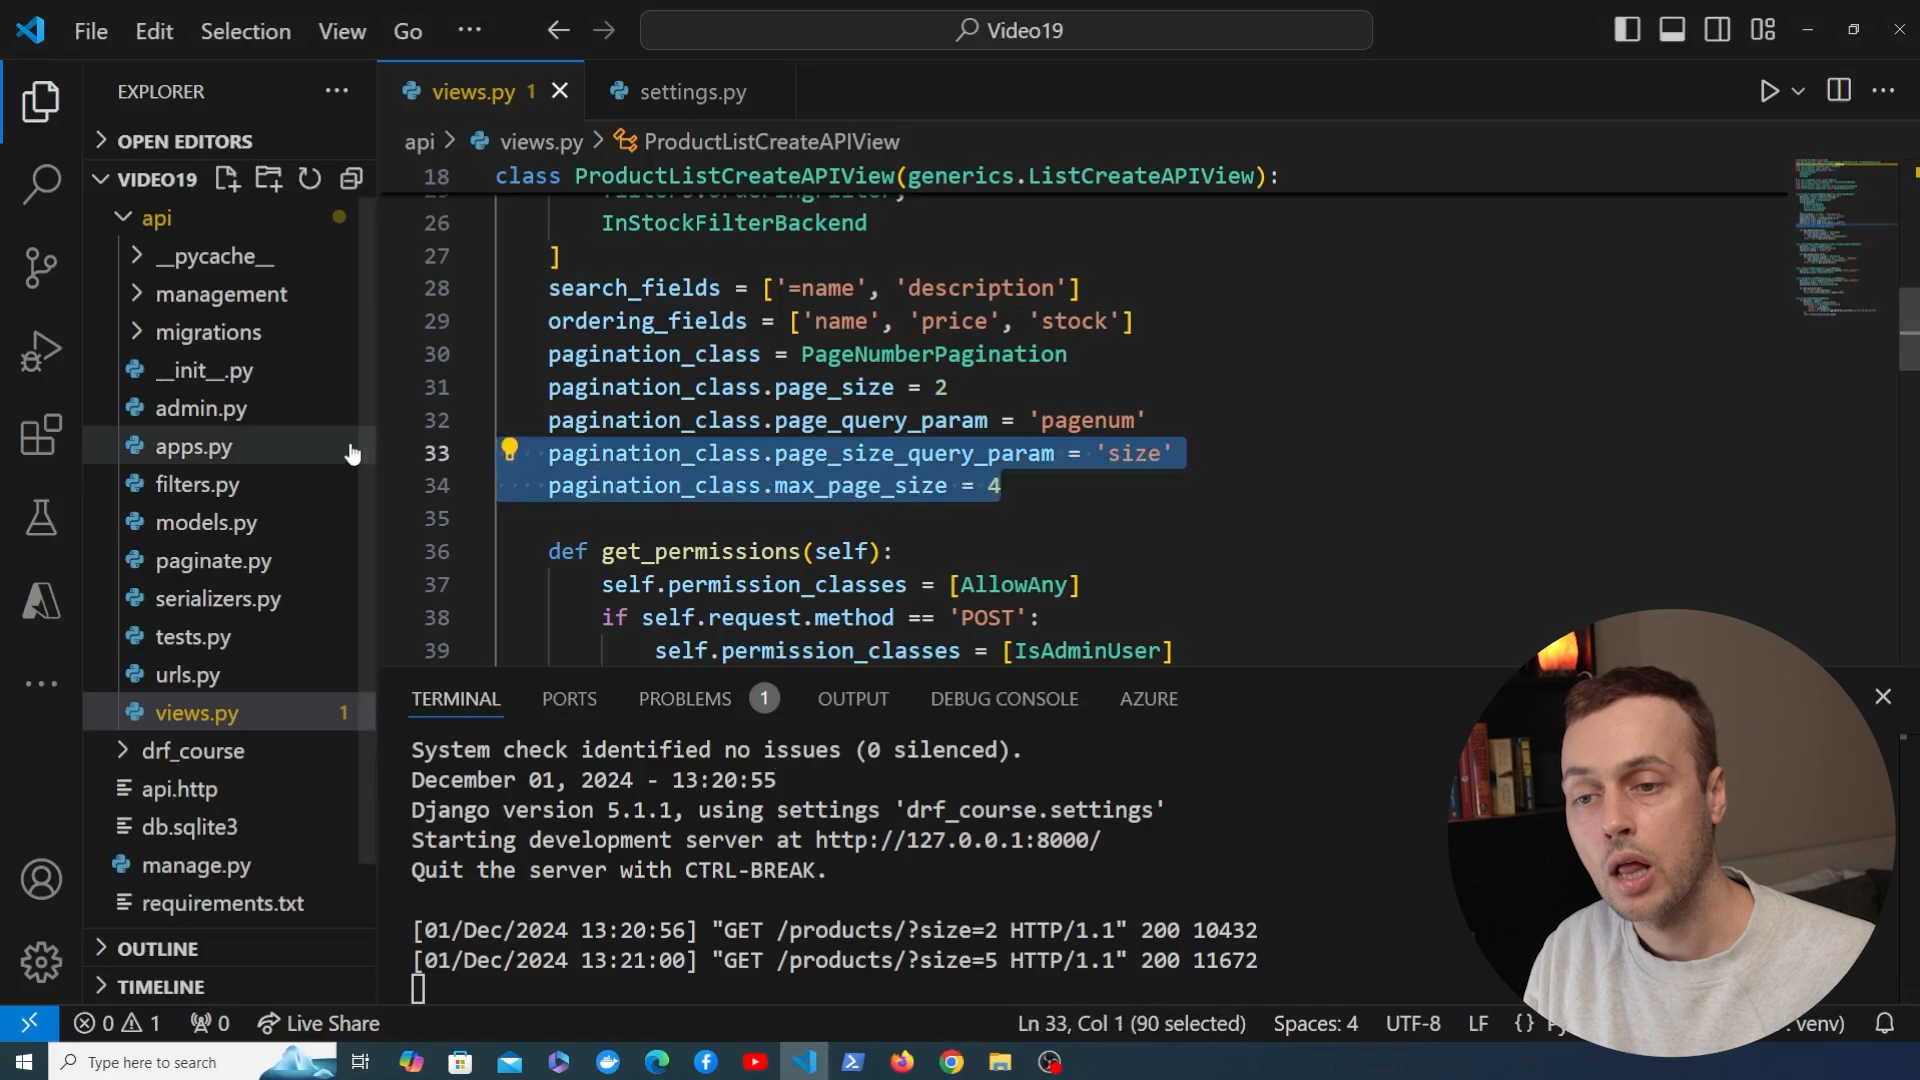 File Edit Selection View Go ···
Video19
EXPLORER
views.py 1
settings.py
OPEN EDITORS
api > views.py > ProductListCreateAPIView
VIDEO19
18 class ProductListCreateAPIView(generics.ListCreateAPIView):
api
26 InStockFilterBackend
__pycache__
27 ]
management
28 search_fields = ['=name', 'description']
migrations
29 ordering_fields = ['name', 'price', 'stock']
__init__.py
30 pagination_class = PageNumberPagination
admin.py
31 pagination_class.page_size = 2
apps.py
32 pagination_class.page_query_param = 'pagenum'
filters.py
33 pagination_class.page_size_query_param = 'size'
models.py
34 pagination_class.max_page_size = 4
paginate.py
35
serializers.py
36 def get_permissions(self):
tests.py
37 self.permission_classes = [AllowAny]
urls.py
38 if self.request.method == 'POST':
views.py 1
39 self.permission_classes = [IsAdminUser]
drf_course
api.http
db.sqlite3
manage.py
requirements.txt
OUTLINE
TIMELINE
TERMINAL PORTS PROBLEMS 1 OUTPUT DEBUG CONSOLE AZURE
System check identified no issues (0 silenced).
December 01, 2024 - 13:20:55
Django version 5.1.1, using settings 'drf_course.settings'
Starting development server at http://127.0.0.1:8000/
Quit the server with CTRL-BREAK.
[01/Dec/2024 13:20:56] "GET /products/?size=2 HTTP/1.1" 200 10432
[01/Dec/2024 13:21:00] "GET /products/?size=5 HTTP/1.1" 200 11672
0 1 0 Live Share
Ln 33, Col 1 (90 selected) Spaces: 4 UTF-8 LF {} venv)
Type here to search